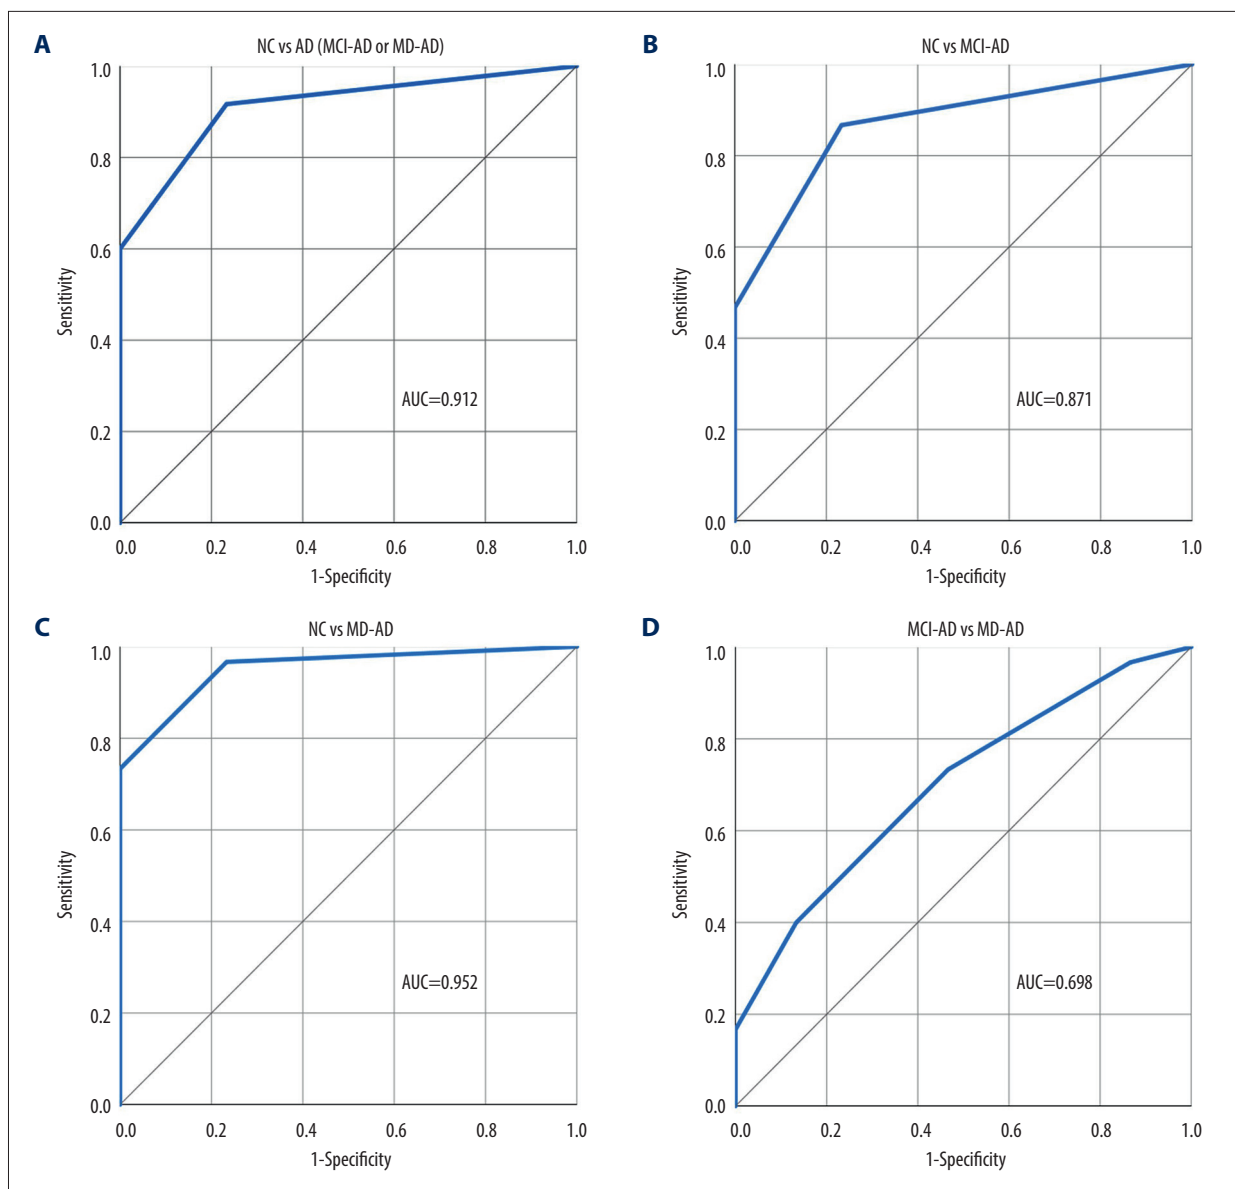 A
NC vs AD (MCI-AD or MD-AD)
1.0
0.8
0.6
0.4
0.2
0.0
Sensitivity
AUC=0.912
0.0 0.2 0.4 0.6 0.8 1.0
1-Specificity
B
NC vs MCI-AD
1.0
0.8
0.6
0.4
0.2
0.0
Sensitivity
AUC=0.871
0.0 0.2 0.4 0.6 0.8 1.0
1-Specificity
C
NC vs MD-AD
1.0
0.8
0.6
0.4
0.2
0.0
Sensitivity
AUC=0.952
0.0 0.2 0.4 0.6 0.8 1.0
1-Specificity
D
MCI-AD vs MD-AD
1.0
0.8
0.6
0.4
0.2
0.0
Sensitivity
AUC=0.698
0.0 0.2 0.4 0.6 0.8 1.0
1-Specificity